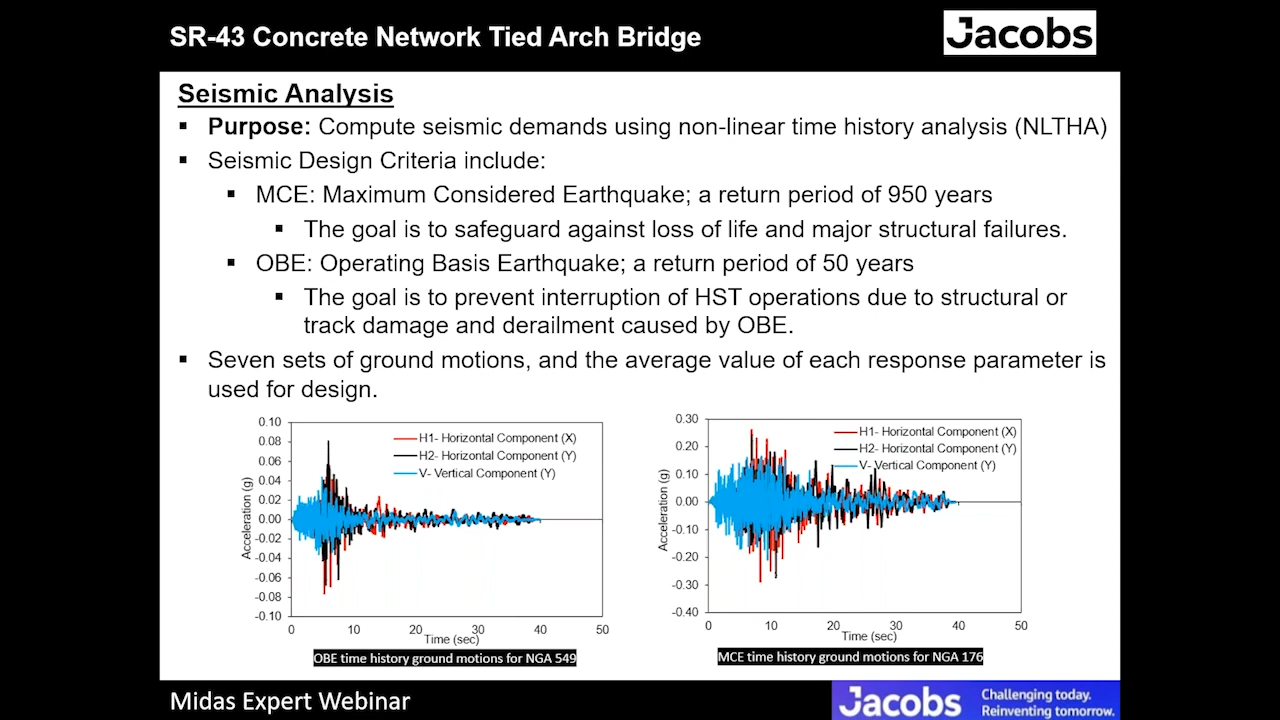 SR-43 Concrete Network Tied Arch Bridge
Jacobs
Seismic Analysis
▪ Purpose: Compute seismic demands using non-linear time history analysis (NLTHA)
▪ Seismic Design Criteria include:
▪ MCE: Maximum Considered Earthquake; a return period of 950 years
▪ The goal is to safeguard against loss of life and major structural failures.
▪ OBE: Operating Basis Earthquake; a return period of 50 years
▪ The goal is to prevent interruption of HST operations due to structural or
track damage and derailment caused by OBE.
▪ Seven sets of ground motions, and the average value of each response parameter is
used for design.
Acceleration (g)
0.10
0.08
0.06
0.04
0.02
0.00
-0.02
-0.04
-0.06
-0.08
-0.10
H1- Horizontal Component (X)
H2- Horizontal Component (Y)
V- Vertical Component (Y)
0 10 20 30 40 50
Time (sec)
OBE time history ground motions for NGA 549
Acceleration (g)
0.30
0.20
0.10
0.00
-0.10
-0.20
-0.30
-0.40
H1- Horizontal Component (X)
H2- Horizontal Component (Y)
V- Vertical Component (Y)
0 10 20 30 40 50
Time (sec)
MCE time history ground motions for NGA 176
Midas Expert Webinar
Jacobs
Challenging today.
Reinventing tomorrow.